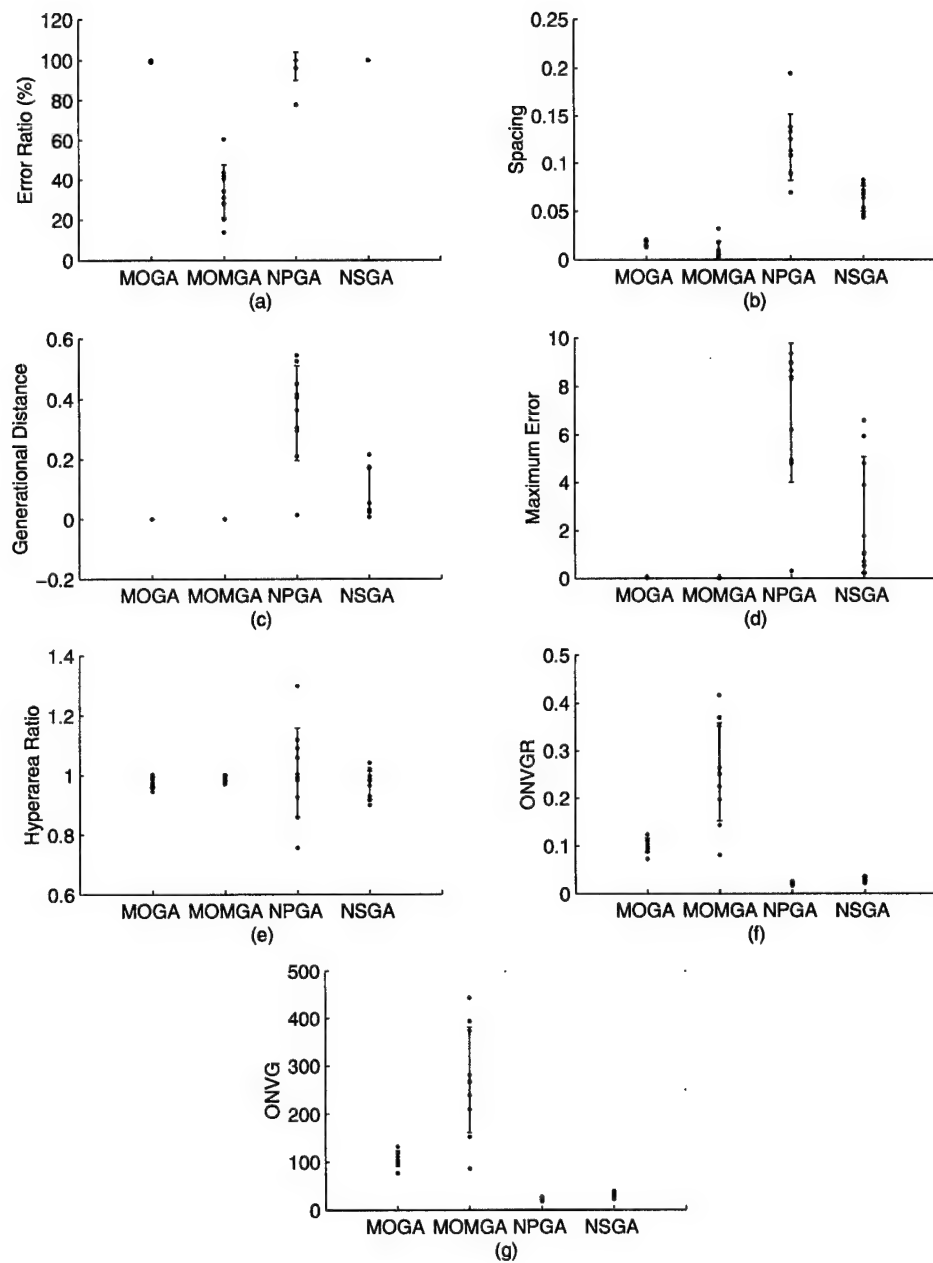 120
100
80
60
40
20
0
Error Ratio (%)
MOGA MOMGA NPGA NSGA
(a)
0.25
0.2
0.15
0.1
0.05
0
Spacing
MOGA MOMGA NPGA NSGA
(b)
0.6
0.4
0.2
0
−0.2
Generational Distance
MOGA MOMGA NPGA NSGA
(c)
10
8
6
4
2
0
Maximum Error
MOGA MOMGA NPGA NSGA
(d)
1.4
1.2
1
0.8
0.6
Hyperarea Ratio
MOGA MOMGA NPGA NSGA
(e)
0.5
0.4
0.3
0.2
0.1
0
ONVGR
MOGA MOMGA NPGA NSGA
(f)
500
400
300
200
100
0
ONVG
MOGA MOMGA NPGA NSGA
(g)